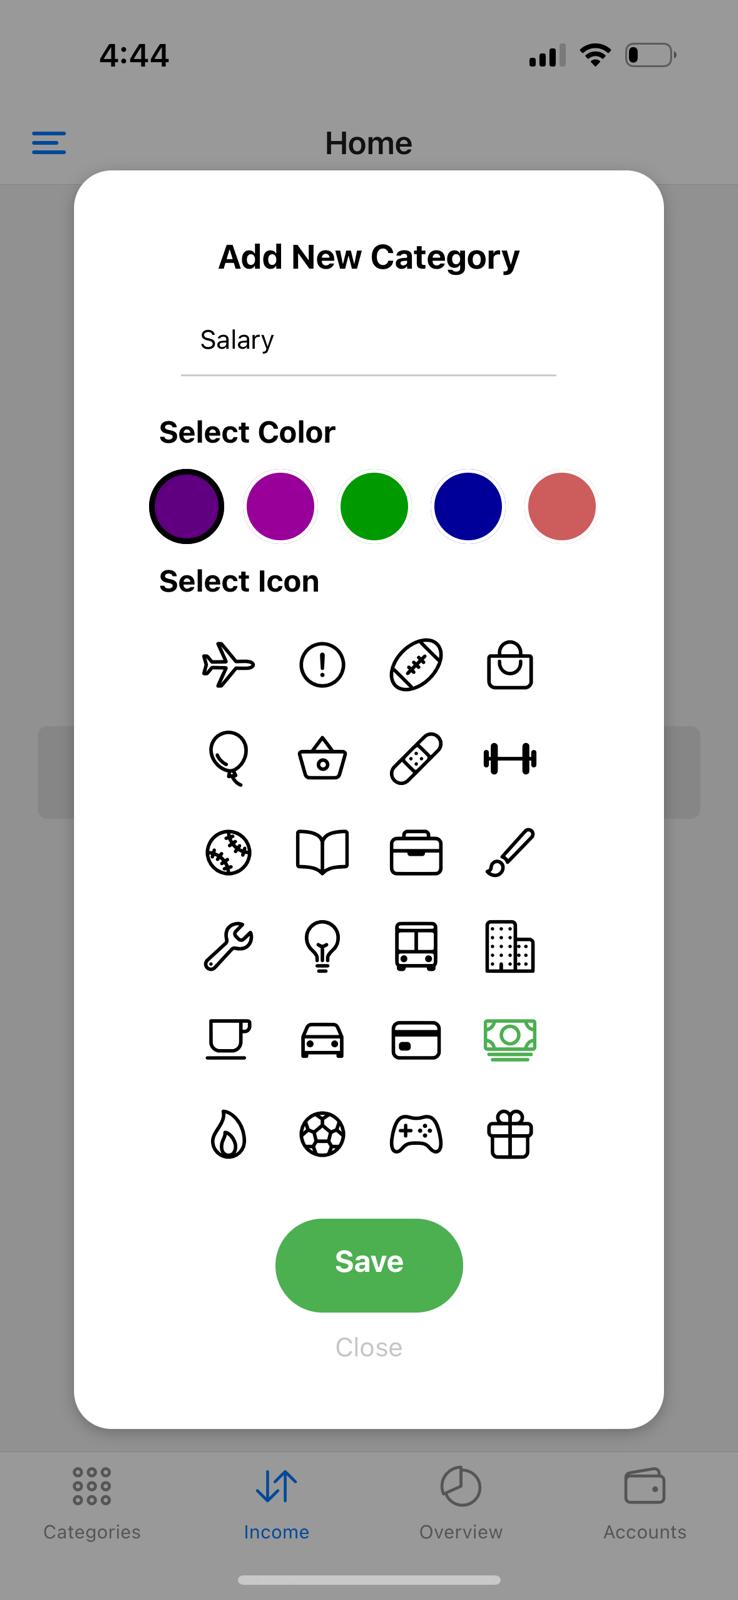 4:44
Home
Add New Category
Salary
Select Color
Select Icon
Save
Close
Categories Income Overview Accounts